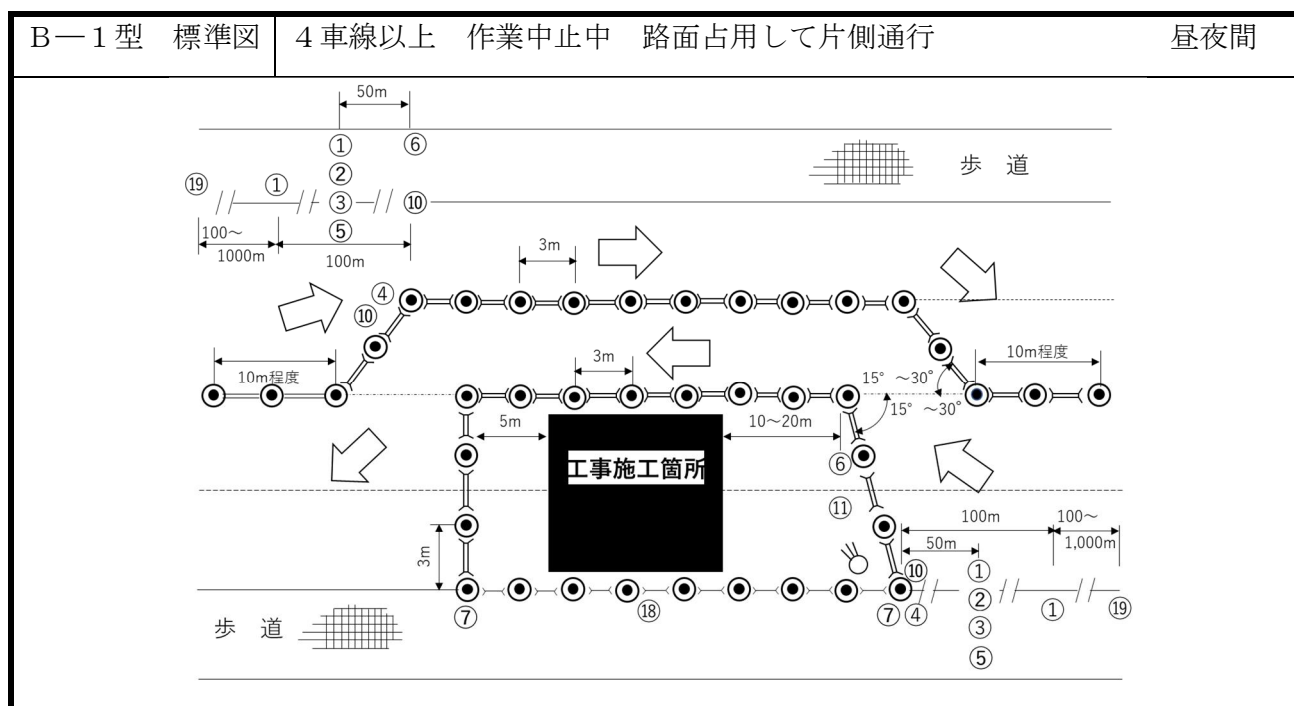 B―1型 標準図 4車線以上 作業中止中 路面占用して片側通行 昼夜間
50m
① ⑥
②
⑲ ① ③ ⑩
⑤
100～
1000m
100m
歩 道
3m
④
⑩
10m程度
3m
15° ～30°
15° ～30°
10m程度
5m
10～20m
工事施工箇所
⑥
⑪
100m
100～
1,000m
50m
3m
⑩ ①
②
⑦ ⑱ ⑦ ④ ① ⑲
③
⑤
歩 道